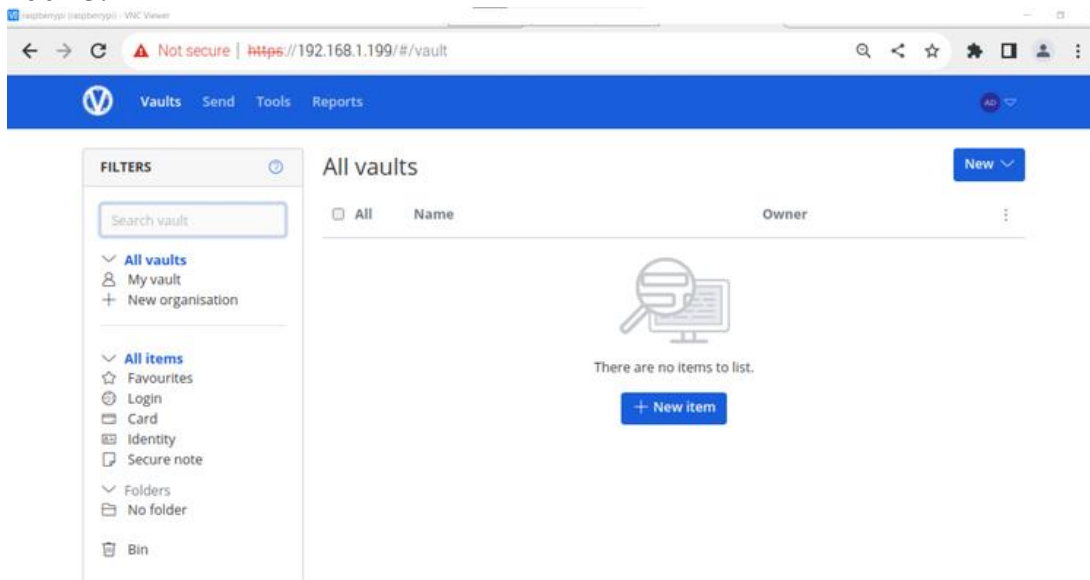 raspberrypi (raspberrypi) - VNC Viewer
Not secure | https://192.168.1.199/#/vault
Vaults Send Tools Reports
AD
FILTERS
All vaults
New
Search vault
All Name Owner
All vaults
My vault
New organisation
All items
Favourites
Login
Card
Identity
Secure note
Folders
No folder
Bin
There are no items to list.
+ New item